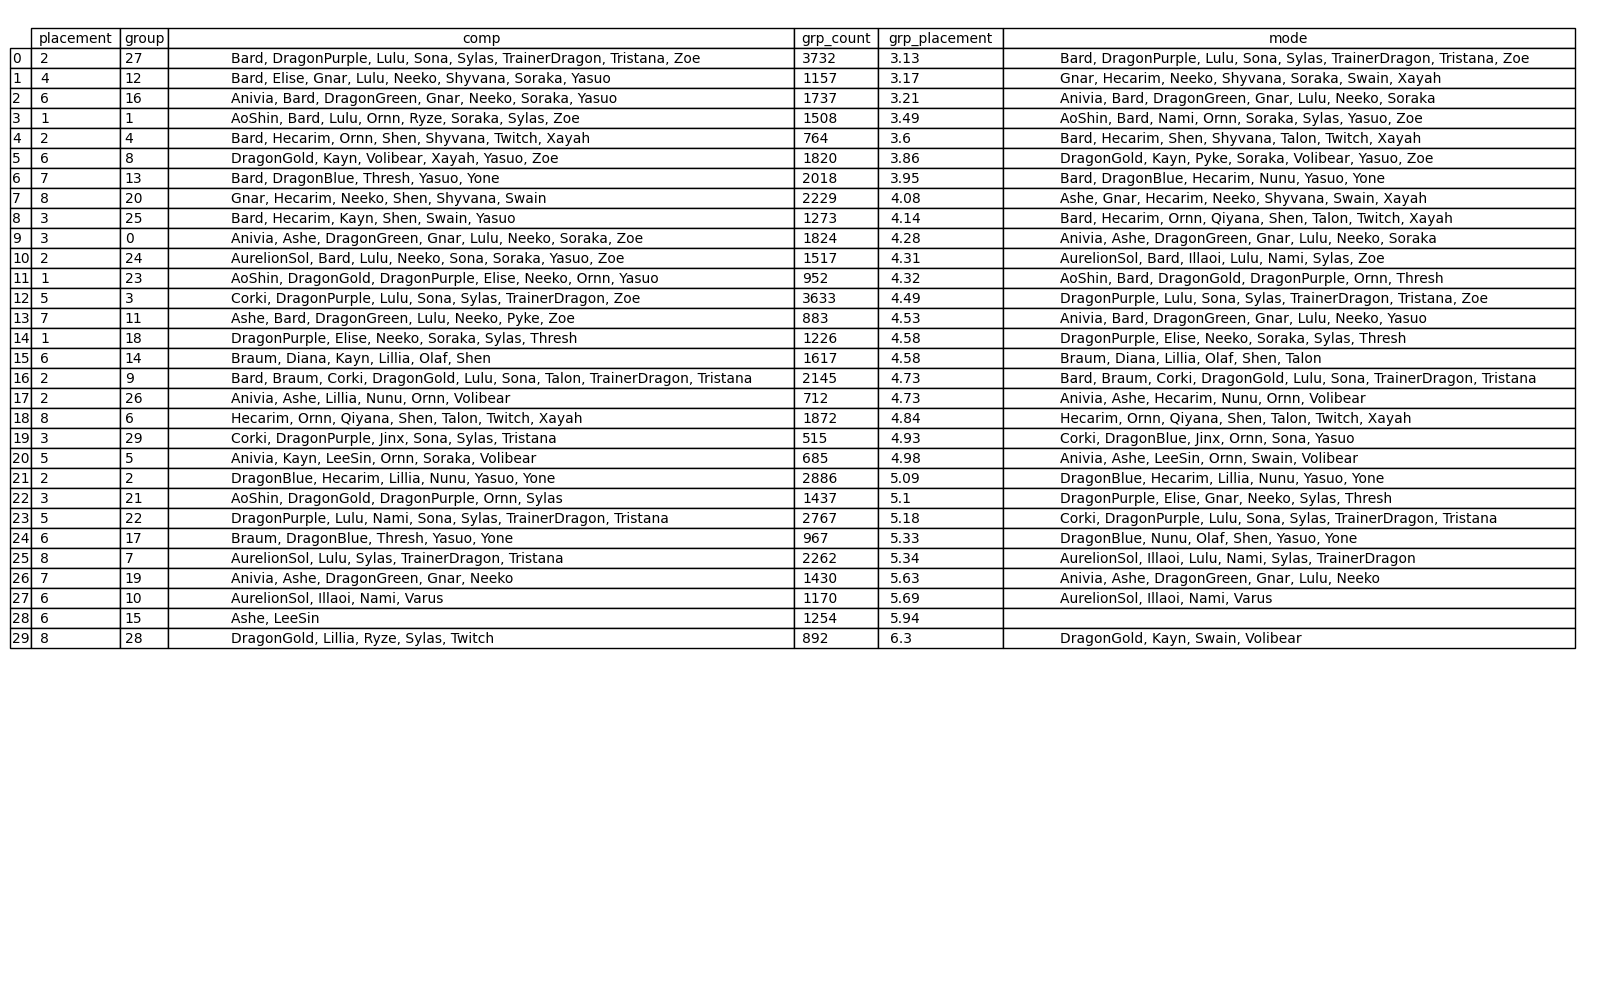 placement group comp grp_count grp_placement mode
0 2 27 Bard, DragonPurple, Lulu, Sona, Sylas, TrainerDragon, Tristana, Zoe 3732 3.13 Bard, DragonPurple, Lulu, Sona, Sylas, TrainerDragon, Tristana, Zoe
1 4 12 Bard, Elise, Gnar, Lulu, Neeko, Shyvana, Soraka, Yasuo 1157 3.17 Gnar, Hecarim, Neeko, Shyvana, Soraka, Swain, Xayah
2 6 16 Anivia, Bard, DragonGreen, Gnar, Neeko, Soraka, Yasuo 1737 3.21 Anivia, Bard, DragonGreen, Gnar, Lulu, Neeko, Soraka
3 1 1 AoShin, Bard, Lulu, Ornn, Ryze, Soraka, Sylas, Zoe 1508 3.49 AoShin, Bard, Nami, Ornn, Soraka, Sylas, Yasuo, Zoe
4 2 4 Bard, Hecarim, Ornn, Shen, Shyvana, Twitch, Xayah 764 3.6 Bard, Hecarim, Shen, Shyvana, Talon, Twitch, Xayah
5 6 8 DragonGold, Kayn, Volibear, Xayah, Yasuo, Zoe 1820 3.86 DragonGold, Kayn, Pyke, Soraka, Volibear, Yasuo, Zoe
6 7 13 Bard, DragonBlue, Thresh, Yasuo, Yone 2018 3.95 Bard, DragonBlue, Hecarim, Nunu, Yasuo, Yone
7 8 20 Gnar, Hecarim, Neeko, Shen, Shyvana, Swain 2229 4.08 Ashe, Gnar, Hecarim, Neeko, Shyvana, Swain, Xayah
8 3 25 Bard, Hecarim, Kayn, Shen, Swain, Yasuo 1273 4.14 Bard, Hecarim, Ornn, Qiyana, Shen, Talon, Twitch, Xayah
9 3 0 Anivia, Ashe, DragonGreen, Gnar, Lulu, Neeko, Soraka, Zoe 1824 4.28 Anivia, Ashe, DragonGreen, Gnar, Lulu, Neeko, Soraka
10 2 24 AurelionSol, Bard, Lulu, Neeko, Sona, Soraka, Yasuo, Zoe 1517 4.31 AurelionSol, Bard, Illaoi, Lulu, Nami, Sylas, Zoe
11 1 23 AoShin, DragonGold, DragonPurple, Elise, Neeko, Ornn, Yasuo 952 4.32 AoShin, Bard, DragonGold, DragonPurple, Ornn, Thresh
12 5 3 Corki, DragonPurple, Lulu, Sona, Sylas, TrainerDragon, Zoe 3633 4.49 DragonPurple, Lulu, Sona, Sylas, TrainerDragon, Tristana, Zoe
13 7 11 Ashe, Bard, DragonGreen, Lulu, Neeko, Pyke, Zoe 883 4.53 Anivia, Bard, DragonGreen, Gnar, Lulu, Neeko, Yasuo
14 1 18 DragonPurple, Elise, Neeko, Soraka, Sylas, Thresh 1226 4.58 DragonPurple, Elise, Neeko, Soraka, Sylas, Thresh
15 6 14 Braum, Diana, Kayn, Lillia, Olaf, Shen 1617 4.58 Braum, Diana, Lillia, Olaf, Shen, Talon
16 2 9 Bard, Braum, Corki, DragonGold, Lulu, Sona, Talon, TrainerDragon, Tristana 2145 4.73 Bard, Braum, Corki, DragonGold, Lulu, Sona, TrainerDragon, Tristana
17 2 26 Anivia, Ashe, Lillia, Nunu, Ornn, Volibear 712 4.73 Anivia, Ashe, Hecarim, Nunu, Ornn, Volibear
18 8 6 Hecarim, Ornn, Qiyana, Shen, Talon, Twitch, Xayah 1872 4.84 Hecarim, Ornn, Qiyana, Shen, Talon, Twitch, Xayah
19 3 29 Corki, DragonPurple, Jinx, Sona, Sylas, Tristana 515 4.93 Corki, DragonBlue, Jinx, Ornn, Sona, Yasuo
20 5 5 Anivia, Kayn, LeeSin, Ornn, Soraka, Volibear 685 4.98 Anivia, Ashe, LeeSin, Ornn, Swain, Volibear
21 2 2 DragonBlue, Hecarim, Lillia, Nunu, Yasuo, Yone 2886 5.09 DragonBlue, Hecarim, Lillia, Nunu, Yasuo, Yone
22 3 21 AoShin, DragonGold, DragonPurple, Ornn, Sylas 1437 5.1 DragonPurple, Elise, Gnar, Neeko, Sylas, Thresh
23 5 22 DragonPurple, Lulu, Nami, Sona, Sylas, TrainerDragon, Tristana 2767 5.18 Corki, DragonPurple, Lulu, Sona, Sylas, TrainerDragon, Tristana
24 6 17 Braum, DragonBlue, Thresh, Yasuo, Yone 967 5.33 DragonBlue, Nunu, Olaf, Shen, Yasuo, Yone
25 8 7 AurelionSol, Lulu, Sylas, TrainerDragon, Tristana 2262 5.34 AurelionSol, Illaoi, Lulu, Nami, Sylas, TrainerDragon
26 7 19 Anivia, Ashe, DragonGreen, Gnar, Neeko 1430 5.63 Anivia, Ashe, DragonGreen, Gnar, Lulu, Neeko
27 6 10 AurelionSol, Illaoi, Nami, Varus 1170 5.69 AurelionSol, Illaoi, Nami, Varus
28 6 15 Ashe, LeeSin 1254 5.94
29 8 28 DragonGold, Lillia, Ryze, Sylas, Twitch 892 6.3 DragonGold, Kayn, Swain, Volibear